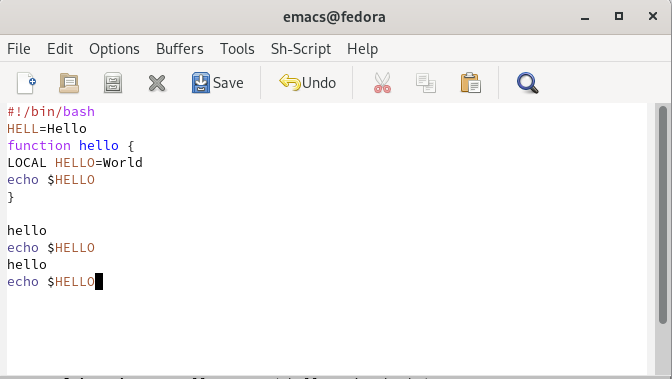 emacs@fedora
File Edit Options Buffers Tools Sh-Script Help
Save Undo
#!/bin/bash
HELL=Hello
function hello {
LOCAL HELLO=World
echo $HELLO
}
hello
echo $HELLO
hello
echo $HELLO